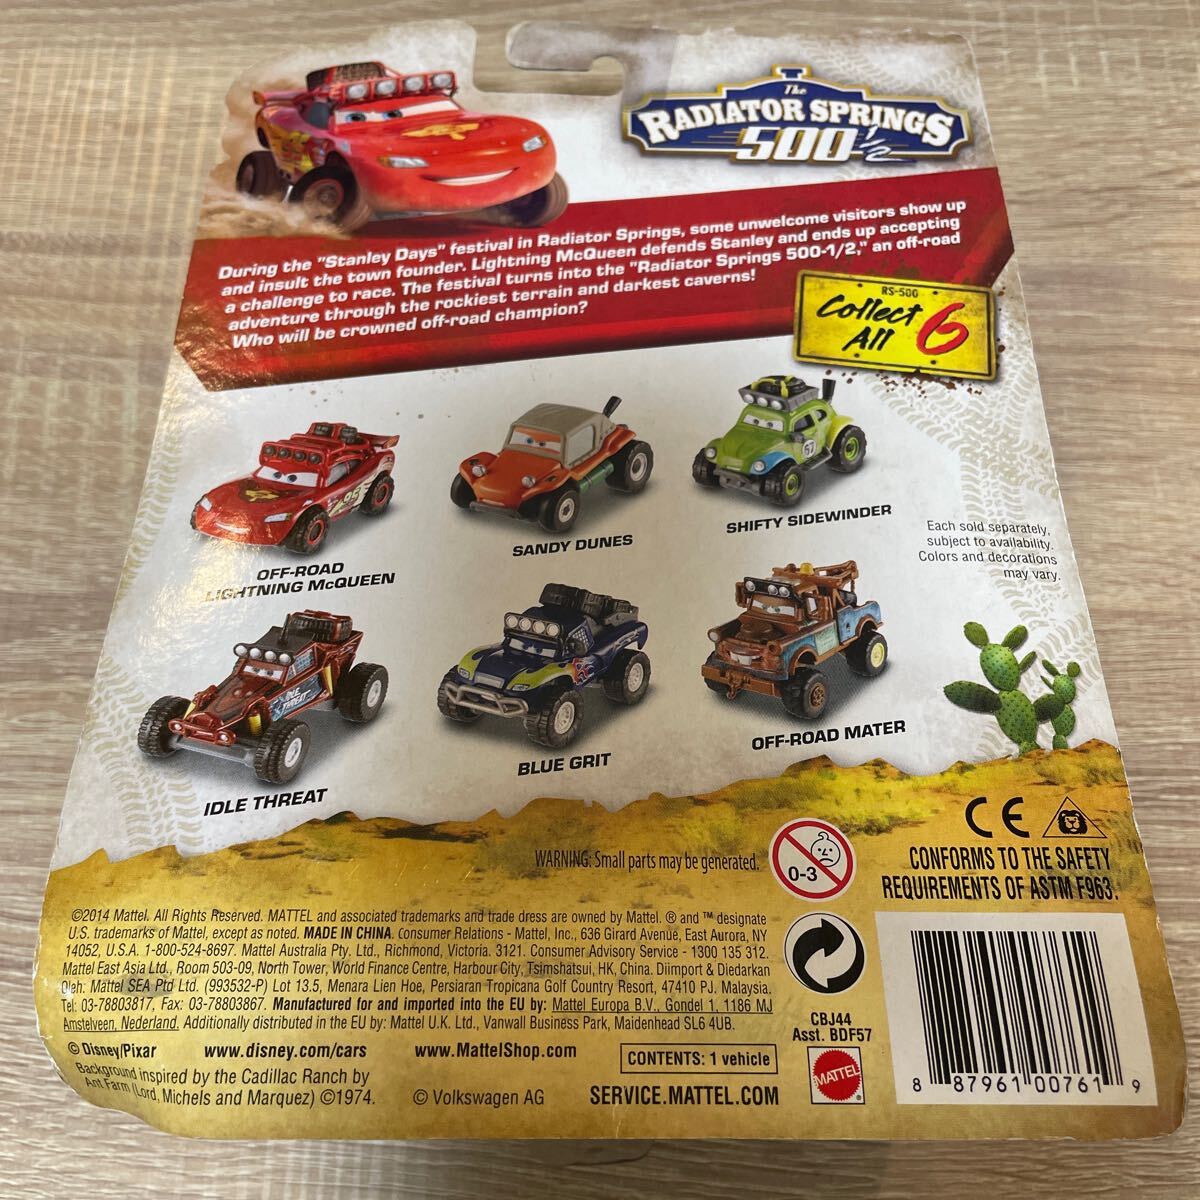 The
RADIATOR SPRINGS
500 1/2
During the "Stanley Days" festival in Radiator Springs, some unwelcome visitors show up
and insult the town founder. Lightning McQueen defends Stanley and ends up accepting
a challenge to race. The festival turns into the "Radiator Springs 500-1/2," an off-road
adventure through the rockiest terrain and darkest caverns!
Who will be crowned off-road champion?
RS-500
Collect
All 6
95
57
OFF-ROAD
LIGHTNING McQUEEN
SANDY DUNES
SHIFTY SIDEWINDER
Each sold separately,
subject to availability.
Colors and decorations
may vary.
IDLE
THREAT
IDLE THREAT
BLUE GRIT
OFF-ROAD MATER
WARNING: Small parts may be generated.
0-3
CE
CONFORMS TO THE SAFETY
REQUIREMENTS OF ASTM F963.
©2014 Mattel. All Rights Reserved. MATTEL and associated trademarks and trade dress are owned by Mattel. ® and ™ designate
U.S. trademarks of Mattel, except as noted. MADE IN CHINA. Consumer Relations - Mattel, Inc., 636 Girard Avenue, East Aurora, NY
14052, U.S.A. 1-800-524-8697. Mattel Australia Pty. Ltd., Richmond, Victoria. 3121. Consumer Advisory Service - 1300 135 312.
Mattel East Asia Ltd., Room 503-09, North Tower, World Finance Centre, Harbour City, Tsimshatsui, HK, China. Diimport & Diedarkan
Oleh: Mattel SEA Ptd Ltd. (993532-P) Lot 13.5, Menara Lien Hoe, Persiaran Tropicana Golf Country Resort, 47410 PJ. Malaysia.
Tel: 03-78803817, Fax: 03-78803867. Manufactured for and imported into the EU by: Mattel Europa B.V., Gondel 1, 1186 MJ
Amstelveen, Nederland. Additionally distributed in the EU by: Mattel U.K. Ltd., Vanwall Business Park, Maidenhead SL6 4UB.
© Disney/Pixar www.disney.com/cars www.MattelShop.com
CONTENTS: 1 vehicle
Background inspired by the Cadillac Ranch by
Ant Farm (Lord, Michels and Marquez) ©1974.
© Volkswagen AG
SERVICE.MATTEL.COM
CBJ44
Asst. BDF57
MATTEL
8 87961 00761 9